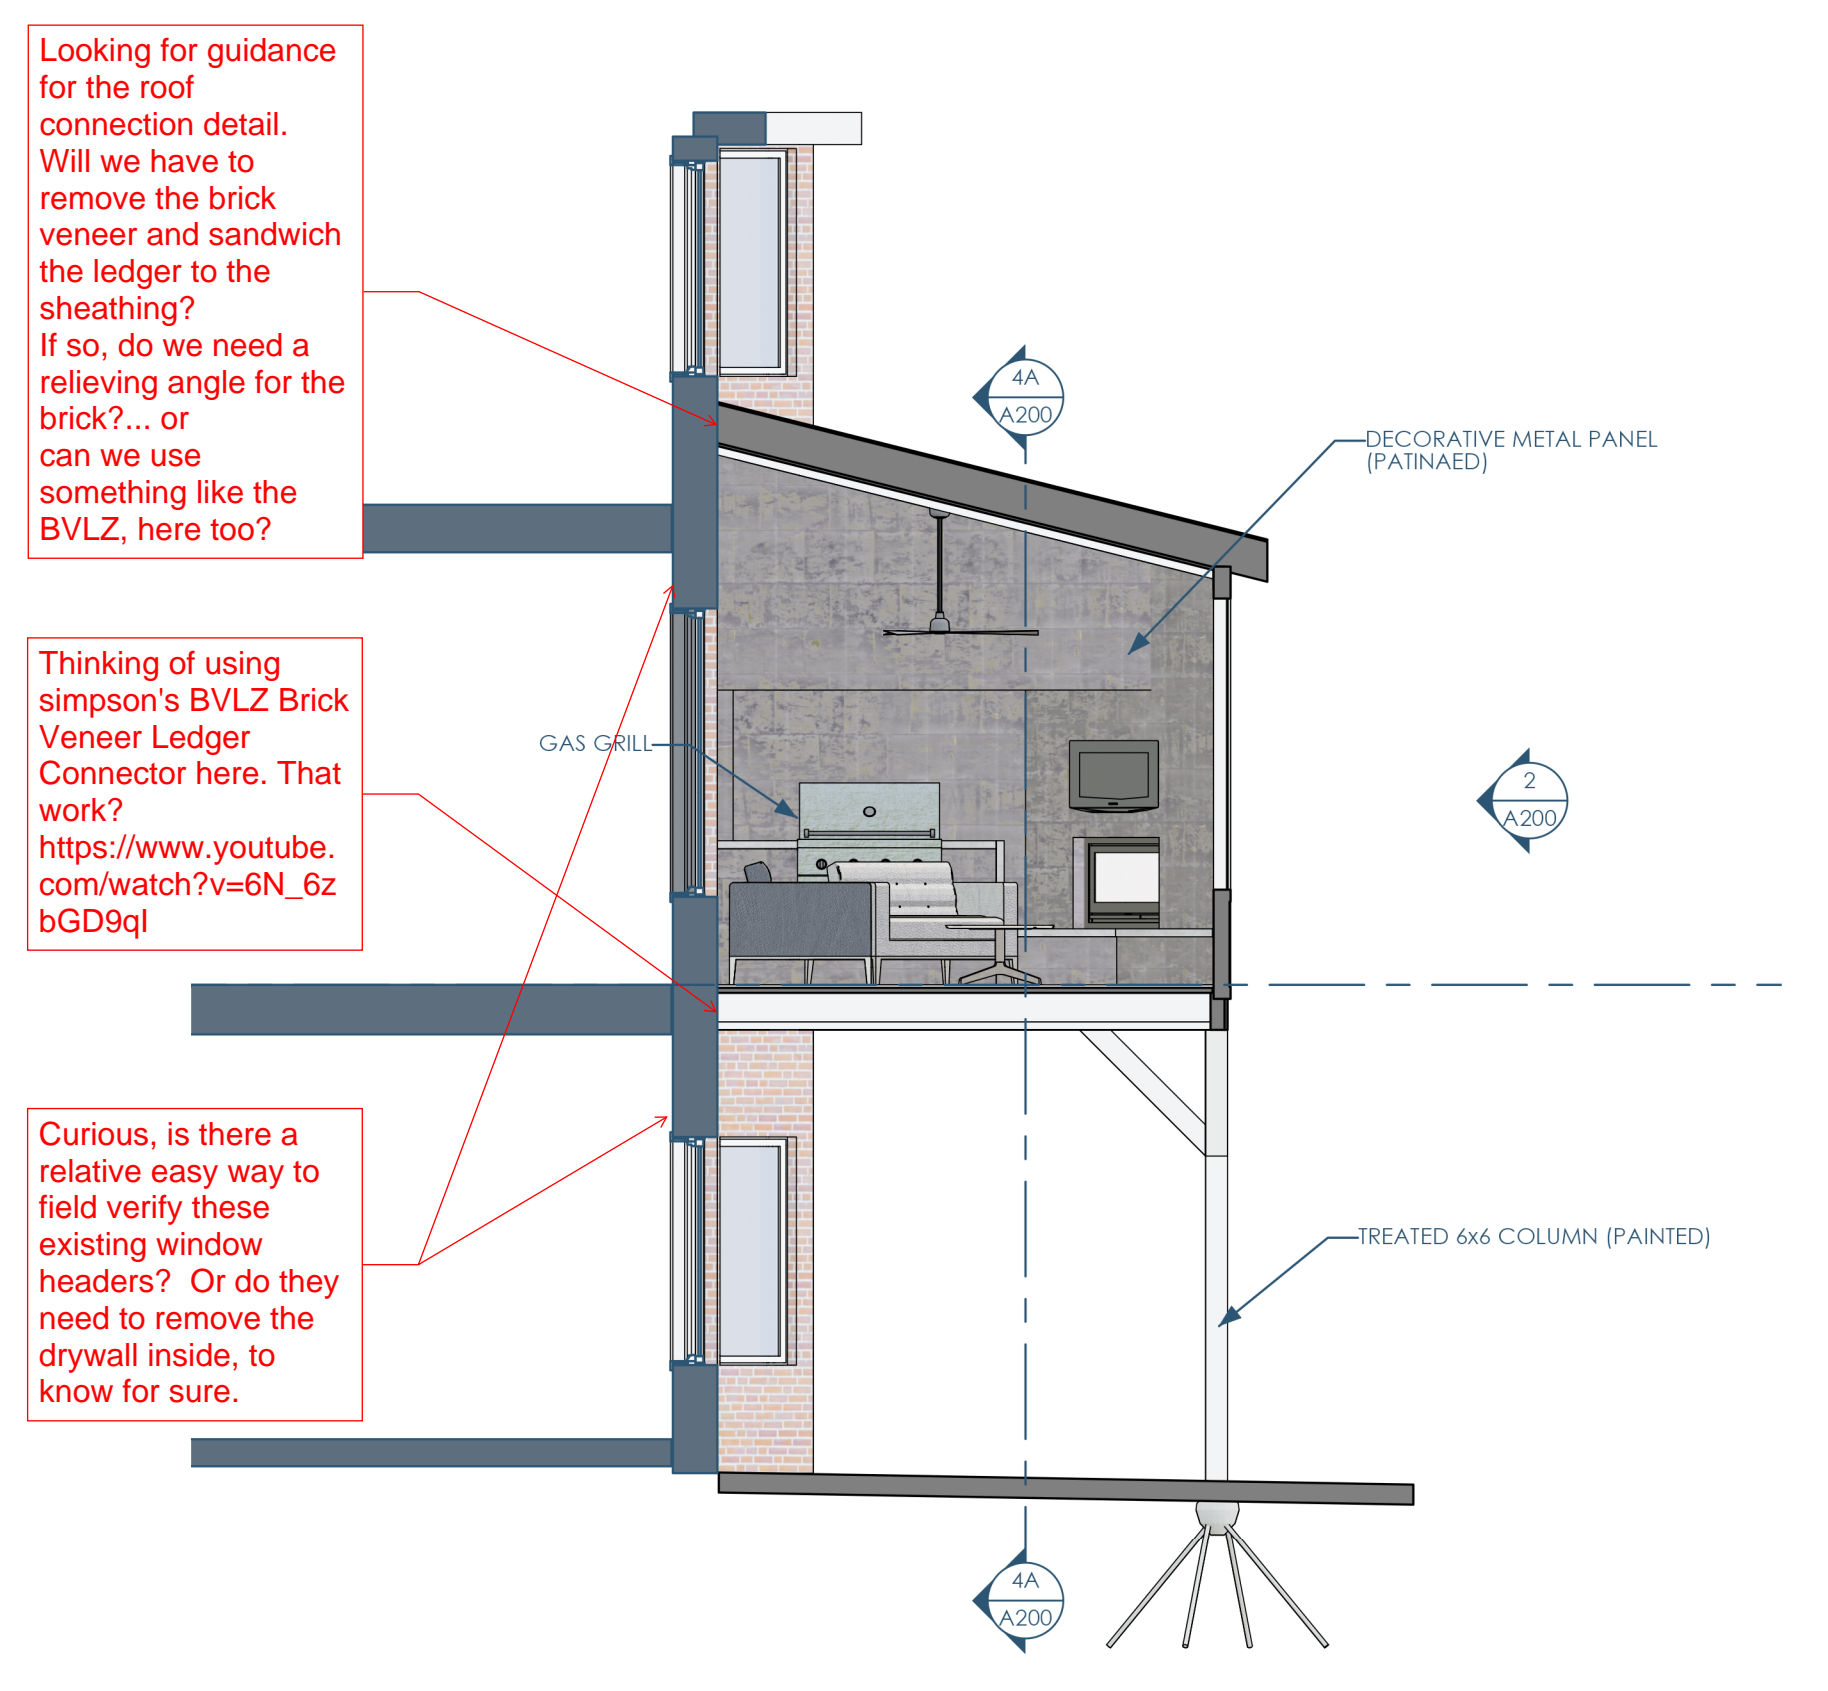 Looking for guidance
for the roof
connection detail.
Will we have to
remove the brick
veneer and sandwich
the ledger to the
sheathing?
If so, do we need a
relieving angle for the
brick?... or
can we use
something like the
BVLZ, here too?
4A
A200
DECORATIVE METAL PANEL
(PATINAED)
Thinking of using
simpson's BVLZ Brick
Veneer Ledger
Connector here. That
work?
https://www.youtube.
com/watch?v=6N_6z
bGD9qI
GAS GRILL
2
A200
Curious, is there a
relative easy way to
field verify these
existing window
headers?  Or do they
need to remove the
drywall inside, to
know for sure.
TREATED 6x6 COLUMN (PAINTED)
4A
A200